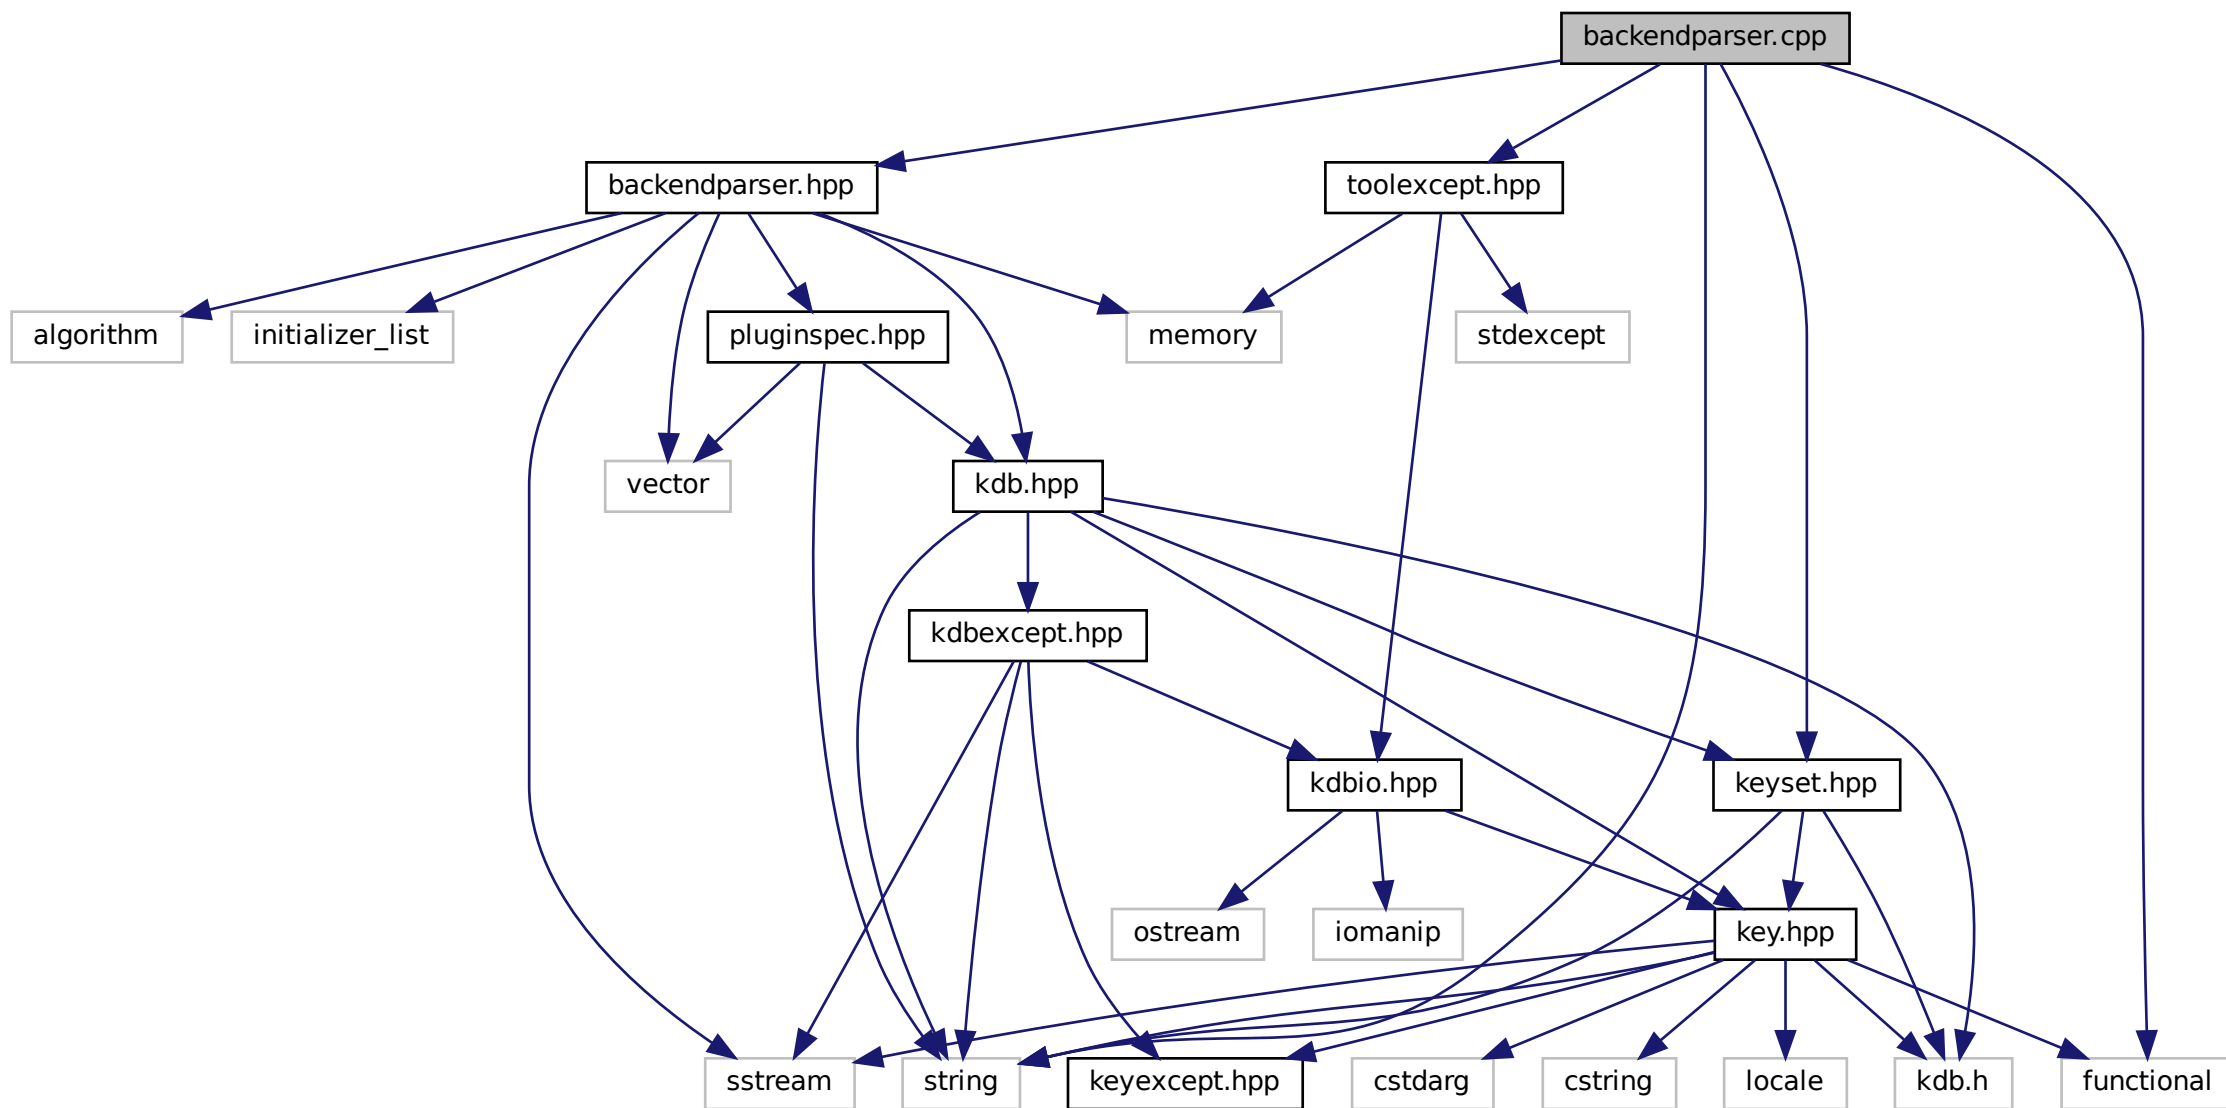 backendparser.cpp
backendparser.hpp
toolexcept.hpp
algorithm
initializer_list
pluginspec.hpp
memory
stdexcept
vector
kdb.hpp
kdbexcept.hpp
kdbio.hpp
keyset.hpp
ostream
iomanip
key.hpp
sstream
string
keyexcept.hpp
cstdarg
cstring
locale
kdb.h
functional